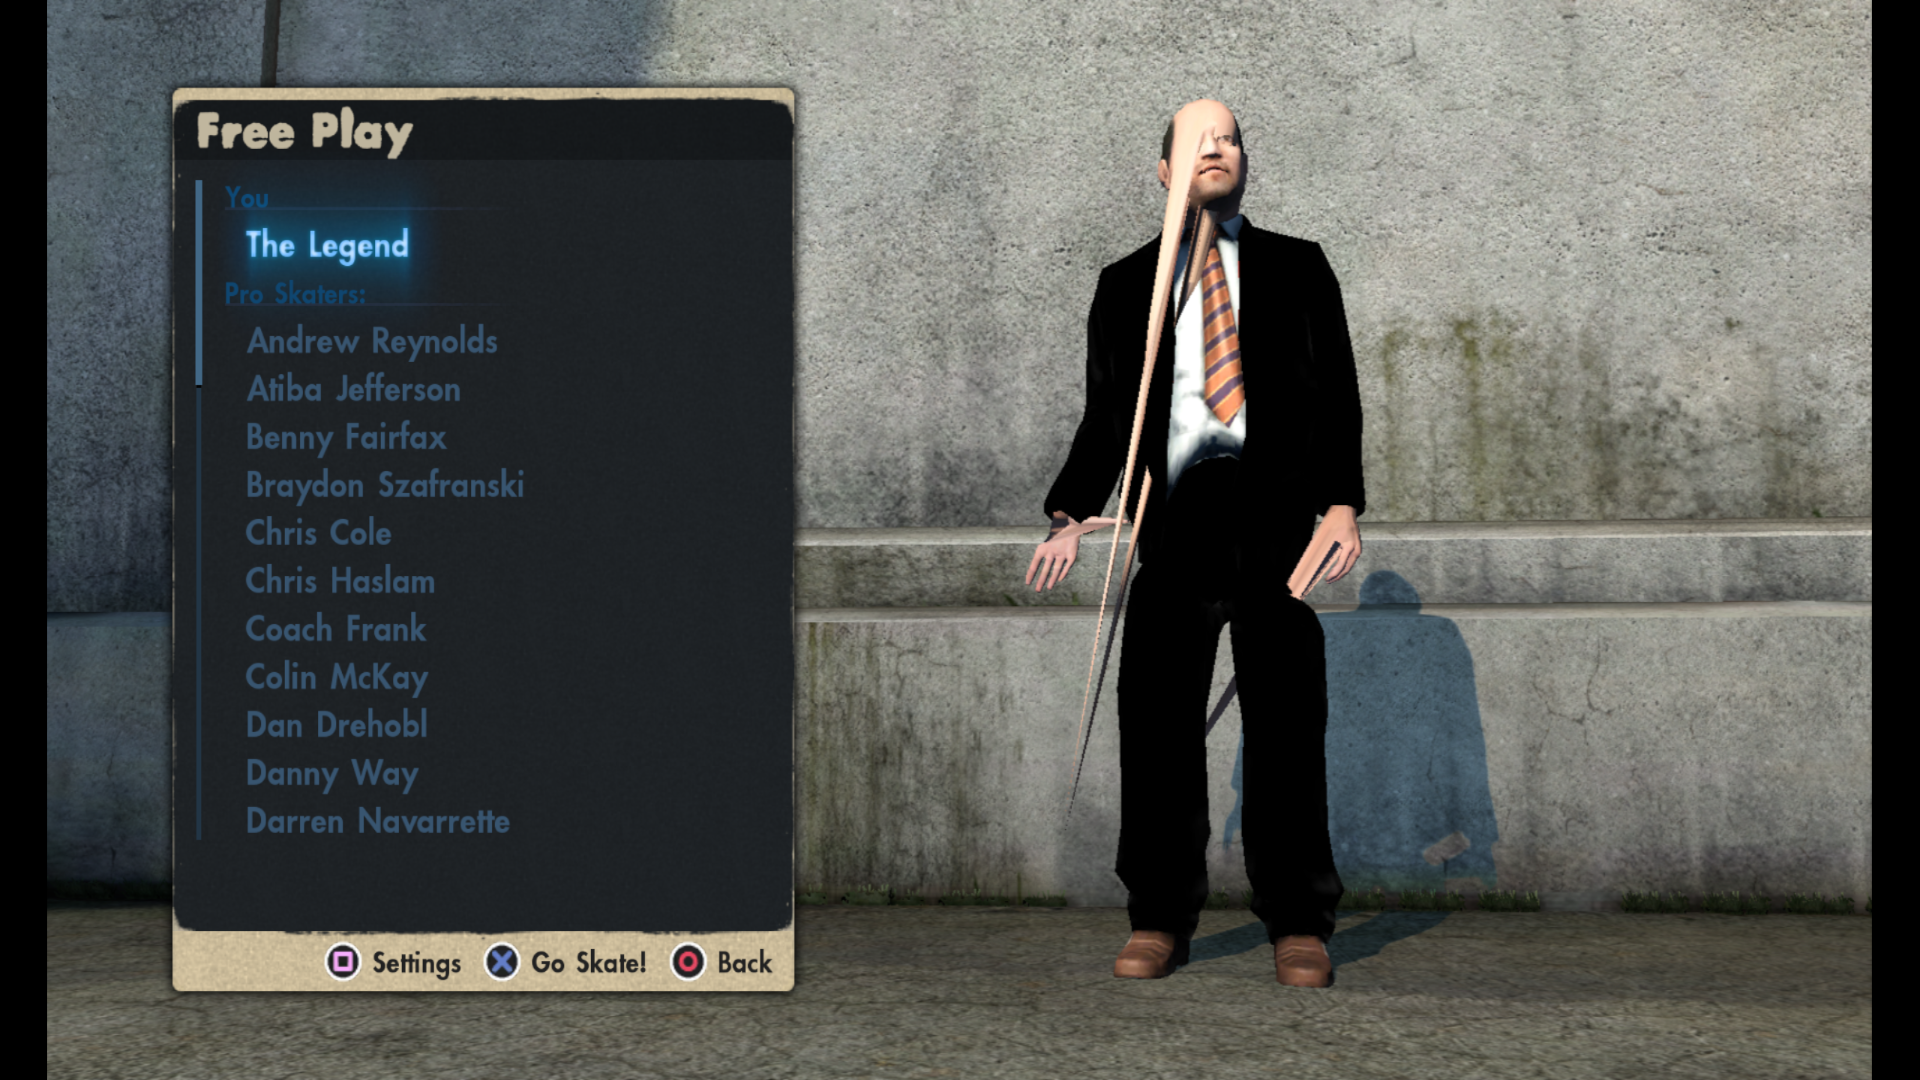 Free Play
You
The Legend
Pro Skaters:
Andrew Reynolds
Atiba Jefferson
Benny Fairfax
Braydon Szafranski
Chris Cole
Chris Haslam
Coach Frank
Colin McKay
Dan Drehobl
Danny Way
Darren Navarrette
Settings Go Skate! Back